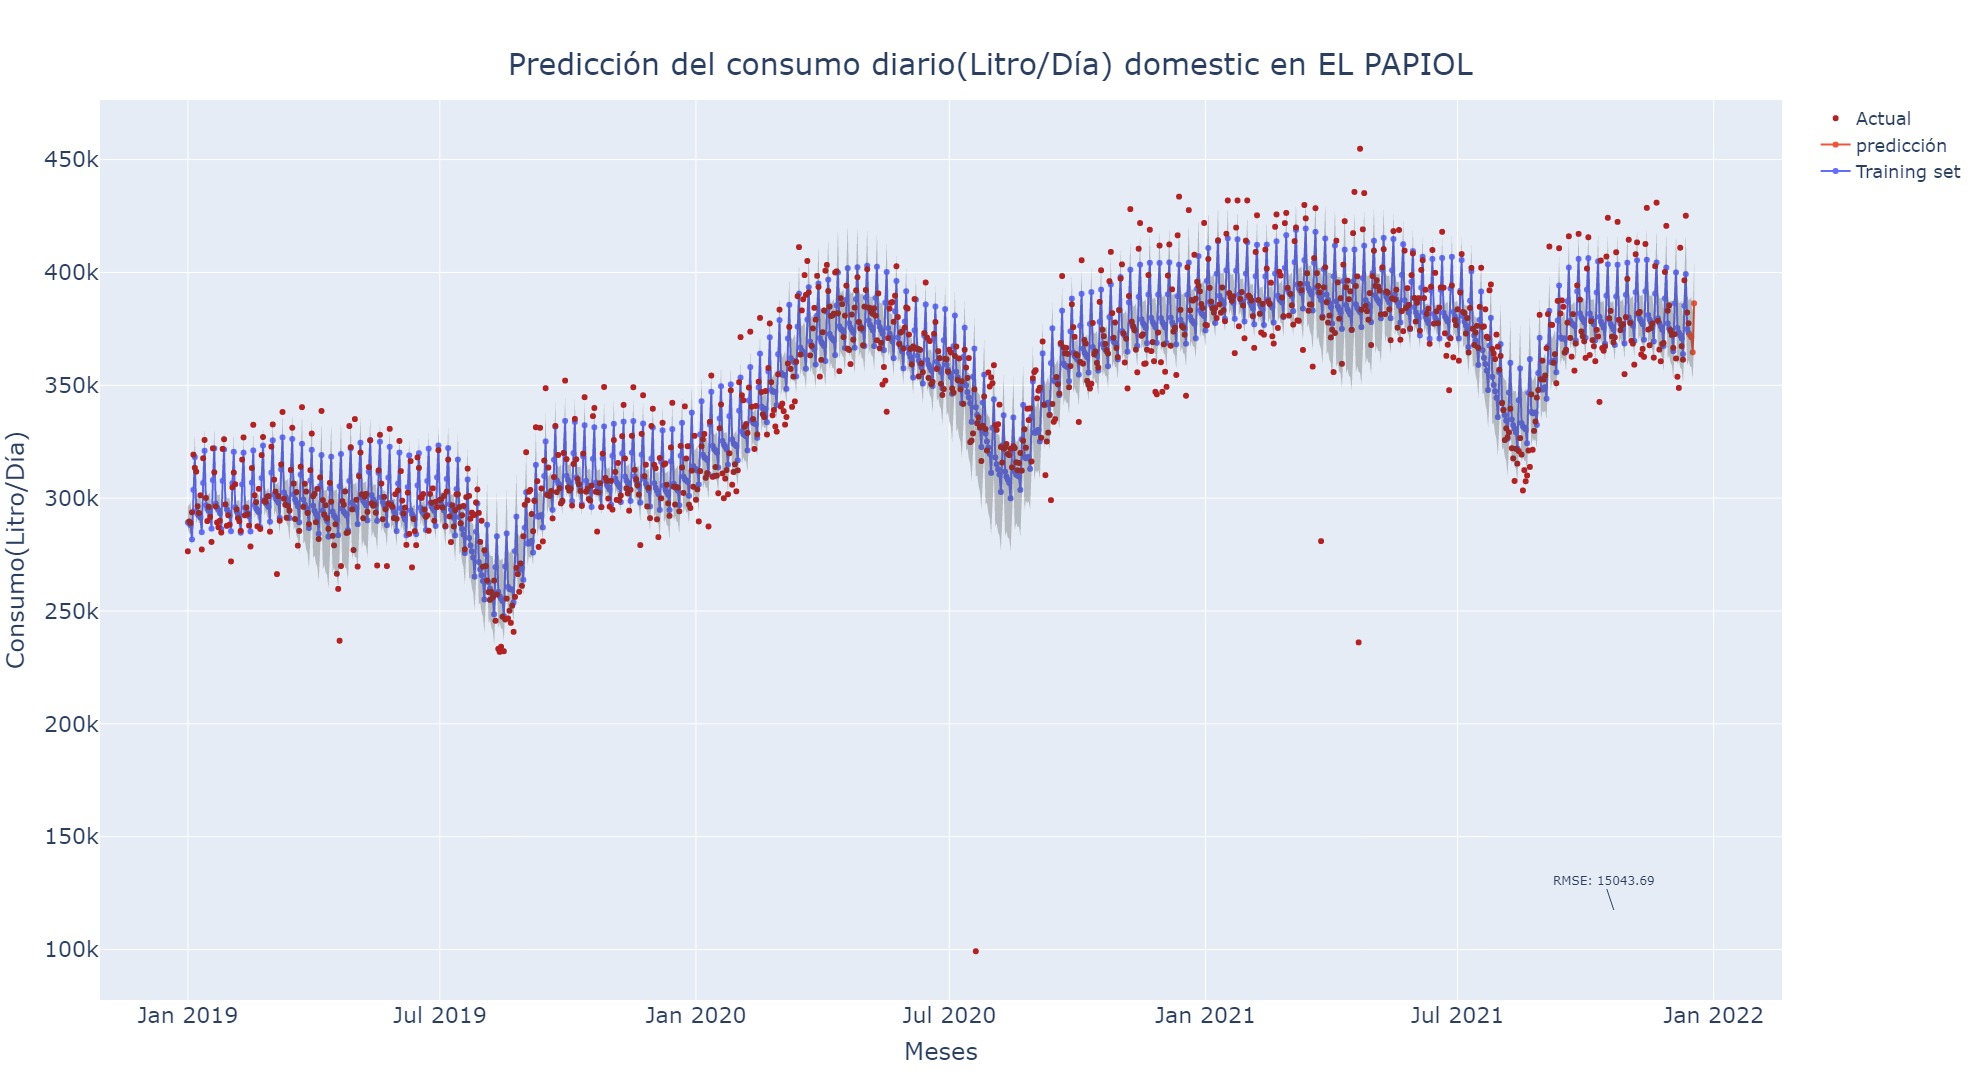 Predicción del consumo diario(Litro/Día) domestic en EL PAPIOL
Actual
predicción
Training set
Consumo(Litro/Día)
450k
400k
350k
300k
250k
200k
150k
100k
RMSE: 15043.69
Jan 2019
Jul 2019
Jan 2020
Jul 2020
Jan 2021
Jul 2021
Jan 2022
Meses